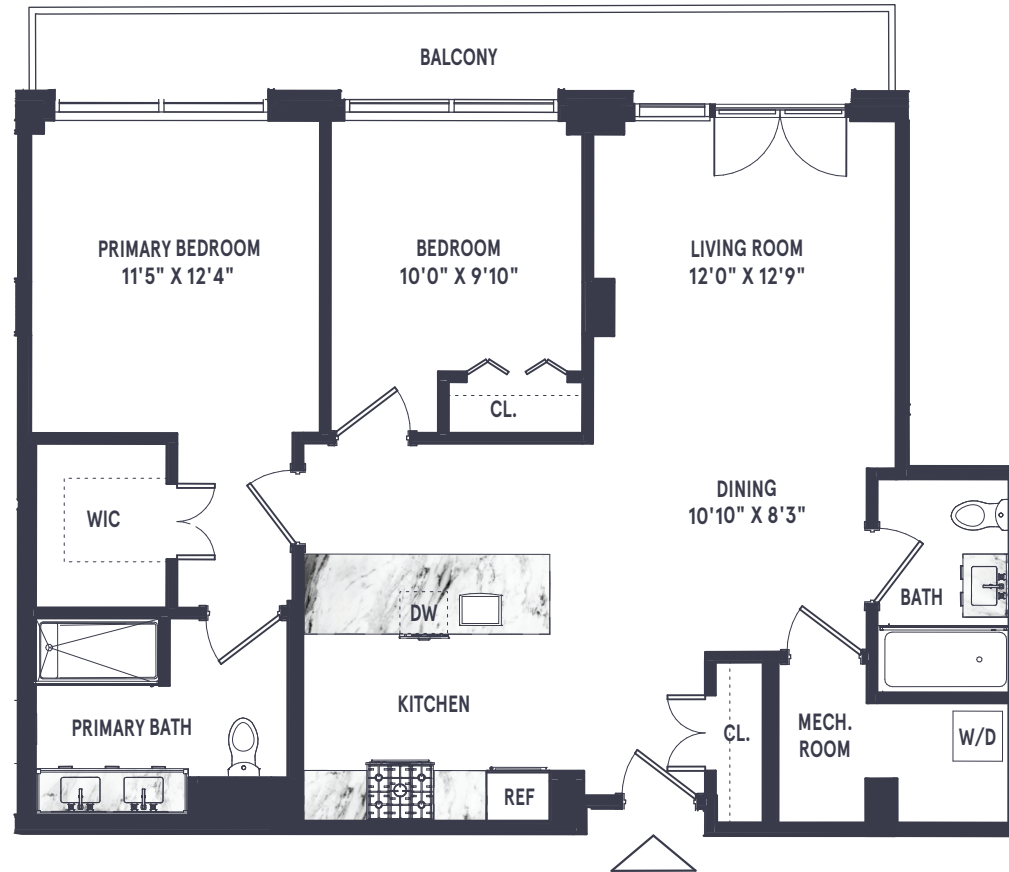 BALCONY
PRIMARY BEDROOM
11'5" X 12'4"
BEDROOM
10'0" X 9'10"
LIVING ROOM
12'0" X 12'9"
CL.
WIC
DINING
10'10" X 8'3"
DW
BATH
KITCHEN
PRIMARY BATH
CL.
MECH.
ROOM
W/D
REF